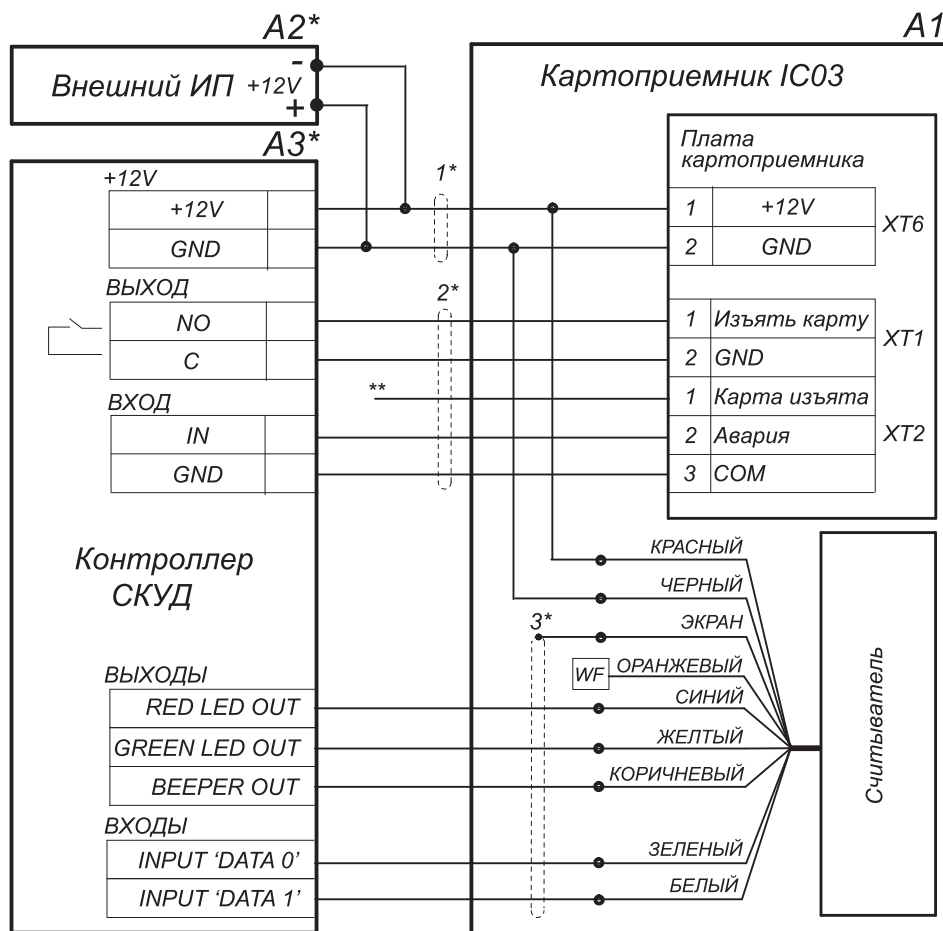 A2*
A1
-
Внешний ИП +12V
+
A3*
+12V
+12V
GND
ВЫХОД
NO
C
ВХОД
IN
GND
Контроллер
СКУД
ВЫХОДЫ
RED LED OUT
GREEN LED OUT
BEEPER OUT
ВХОДЫ
INPUT ‘DATA 0’
INPUT ‘DATA 1’
1*
2*
**
3*
Картоприемник IC03
Плата
картоприемника
1 +12V
2 GND
XT6
1 Изъять карту
2 GND
XT1
1 Карта изъята
2 Авария
3 COM
XT2
КРАСНЫЙ
ЧЕРНЫЙ
ЭКРАН
WF ОРАНЖЕВЫЙ
СИНИЙ
ЖЕЛТЫЙ
КОРИЧНЕВЫЙ
ЗЕЛЕНЫЙ
БЕЛЫЙ
Считыватель